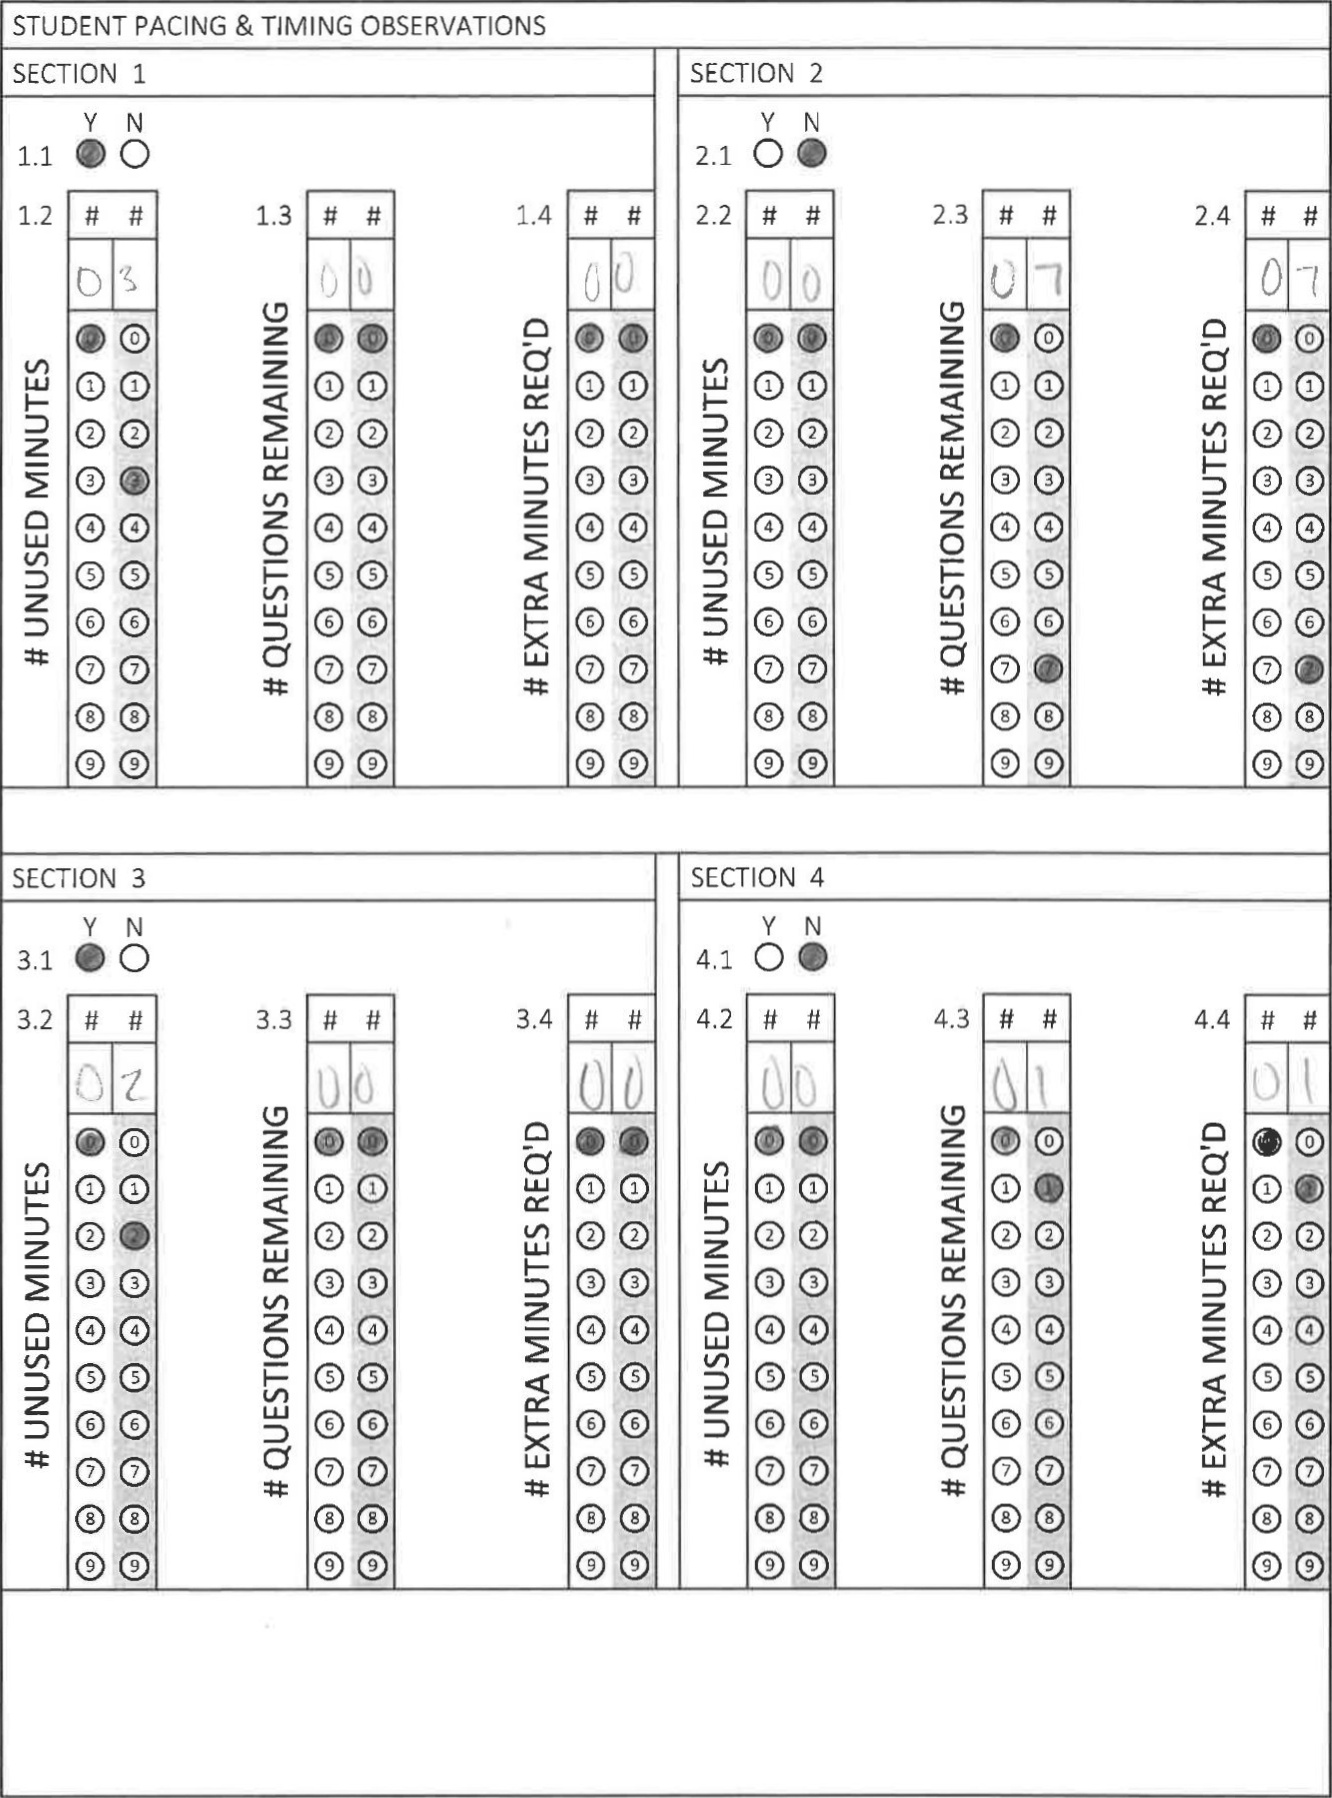 STUDENT PACING & TIMING OBSERVATIONS
SECTION 1
Y N
1.1
1.2 # # 1.3 # # 1.4 # #
0 3 0 0 0 0
# UNUSED MINUTES
# QUESTIONS REMAINING
# EXTRA MINUTES REQ'D
0 0 0 0 0 0
1 1 1 1 1 1
2 2 2 2 2 2
3 3 3 3 3 3
4 4 4 4 4 4
5 5 5 5 5 5
6 6 6 6 6 6
7 7 7 7 7 7
8 8 8 8 8 8
9 9 9 9 9 9
SECTION 2
Y N
2.1
2.2 # # 2.3 # # 2.4 # #
0 0 0 7 0 7
# UNUSED MINUTES
# QUESTIONS REMAINING
# EXTRA MINUTES REQ'D
0 0 0 0 0 0
1 1 1 1 1 1
2 2 2 2 2 2
3 3 3 3 3 3
4 4 4 4 4 4
5 5 5 5 5 5
6 6 6 6 6 6
7 7 7 7 7 7
8 8 8 8 8 8
9 9 9 9 9 9
SECTION 3
Y N
3.1
3.2 # # 3.3 # # 3.4 # #
0 2 0 0 0 0
# UNUSED MINUTES
# QUESTIONS REMAINING
# EXTRA MINUTES REQ'D
0 0 0 0 0 0
1 1 1 1 1 1
2 2 2 2 2 2
3 3 3 3 3 3
4 4 4 4 4 4
5 5 5 5 5 5
6 6 6 6 6 6
7 7 7 7 7 7
8 8 8 8 8 8
9 9 9 9 9 9
SECTION 4
Y N
4.1
4.2 # # 4.3 # # 4.4 # #
0 0 0 1 0 1
# UNUSED MINUTES
# QUESTIONS REMAINING
# EXTRA MINUTES REQ'D
0 0 0 0 0
1 1 1 1 1 1
2 2 2 2 2 2
3 3 3 3 3 3
4 4 4 4 4 4
5 5 5 5 5 5
6 6 6 6 6 6
7 7 7 7 7 7
8 8 8 8 8 8
9 9 9 9 9 9